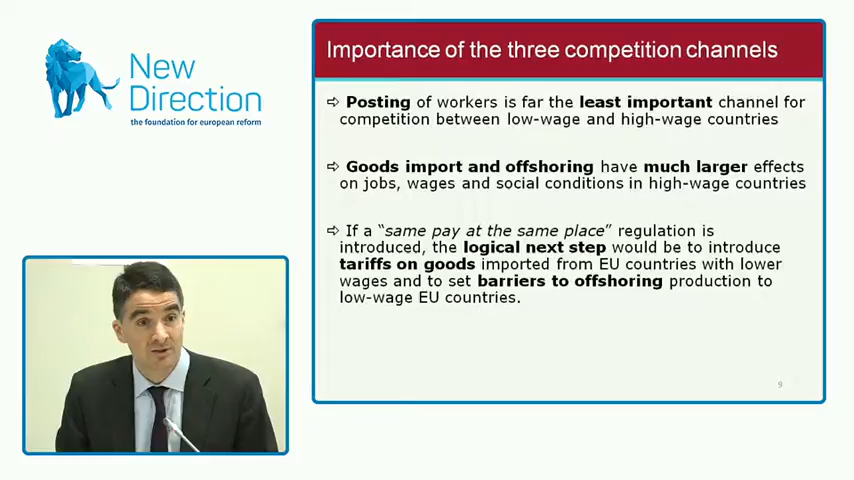 New
Direction
the foundation for european reform
Importance of the three competition channels
⇨ Posting of workers is far the least important channel for
competition between low-wage and high-wage countries
⇨ Goods import and offshoring have much larger effects
on jobs, wages and social conditions in high-wage countries
⇨ If a “same pay at the same place” regulation is
introduced, the logical next step would be to introduce
tariffs on goods imported from EU countries with lower
wages and to set barriers to offshoring production to
low-wage EU countries.
9